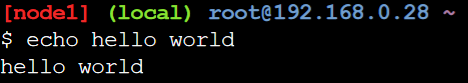 [node1] (local) root@192.168.0.28 ~
$ echo hello world
hello world